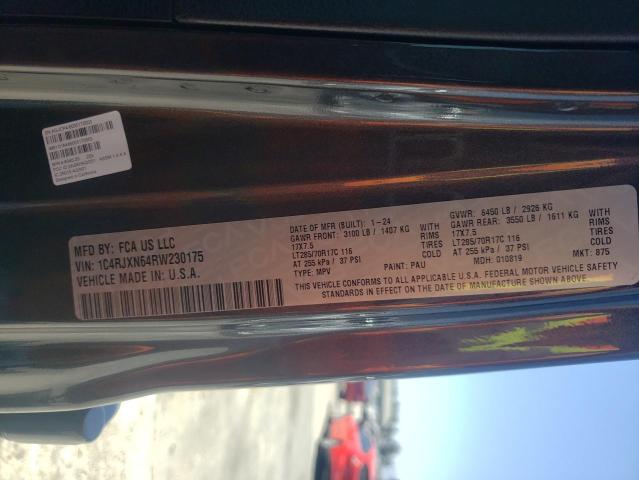 MFD BY: FCA US LLC
VIN: 1C4RJXN64RW230175
VEHICLE MADE IN: U.S.A.
DATE OF MFR (BUILT): 1-24
GAWR FRONT: 3100 LB / 1407 KG
17X7.5
LT285/70R17C 116
AT 255 kPa / 37 PSI
TYPE: MPV
WITH
RIMS
TIRES
COLD
PAINT: PAU
GVWR: 6450 LB / 2926 KG
GAWR REAR: 3550 LB / 1611 KG
17X7.5
LT285/70R17C 116
AT 255 kPa / 37 PSI
MDH: 010819
WITH
RIMS
TIRES
COLD
MKT: 875
THIS VEHICLE CONFORMS TO ALL APPLICABLE U.S.A. FEDERAL MOTOR VEHICLE SAFETY
STANDARDS IN EFFECT ON THE DATE OF MANUFACTURE SHOWN ABOVE.
Designed in California